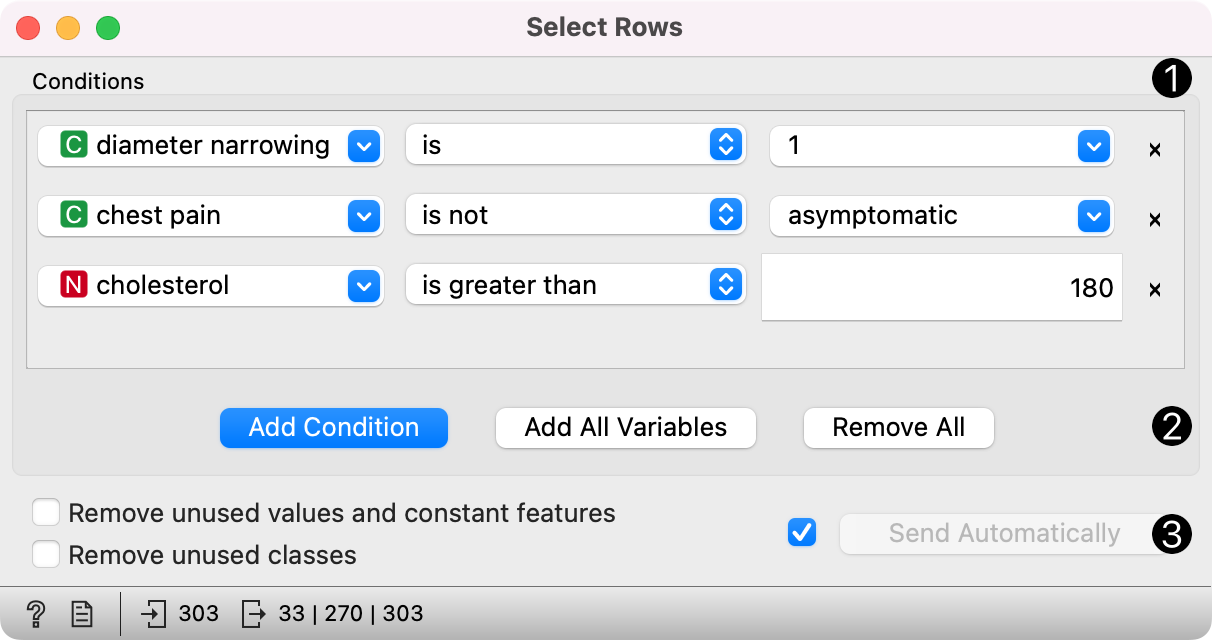 Select Rows
Conditions
1
C diameter narrowing is 1 ×
C chest pain is not asymptomatic ×
N cholesterol is greater than 180 ×
Add Condition Add All Variables Remove All 2
Remove unused values and constant features
Send Automatically 3
Remove unused classes
? 303 33 | 270 | 303